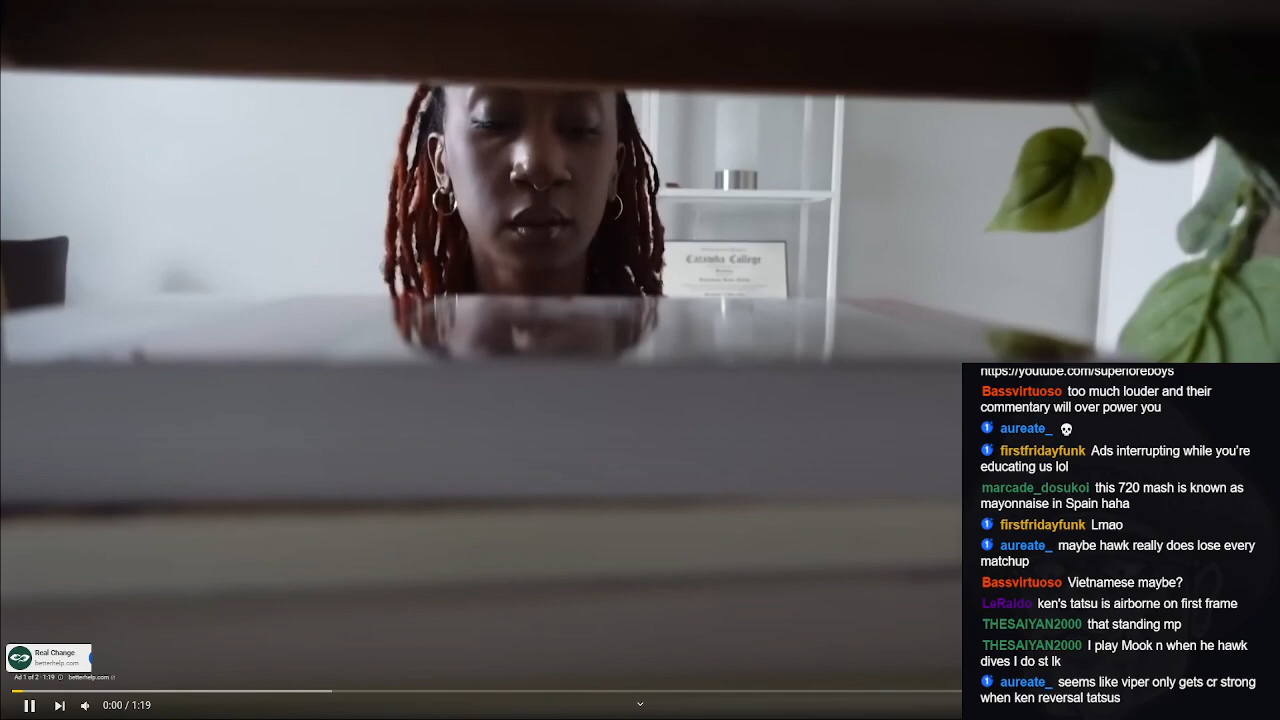 Catawba College
https://youtube.com/superioreboys
Bassvirtuoso too much louder and their
commentary will over power you
1 aureate_ 💀
1 firstfridayfunk Ads interrupting while you're
educating us lol
marcade_dosukoi this 720 mash is known as
mayonnaise in Spain haha
1 firstfridayfunk Lmao
1 aureate_ maybe hawk really does lose every
matchup
Bassvirtuoso Vietnamese maybe?
LeRaldo ken's tatsu is airborne on first frame
THESAIYAN2000 that standing mp
THESAIYAN2000 I play Mook n when he hawk
dives I do st lk
1 aureate_ seems like viper only gets cr strong
when ken reversal tatsus
Real Change
betterhelp.com
Ad 1 of 2 · 1:19 betterhelp.com
0:00 / 1:19